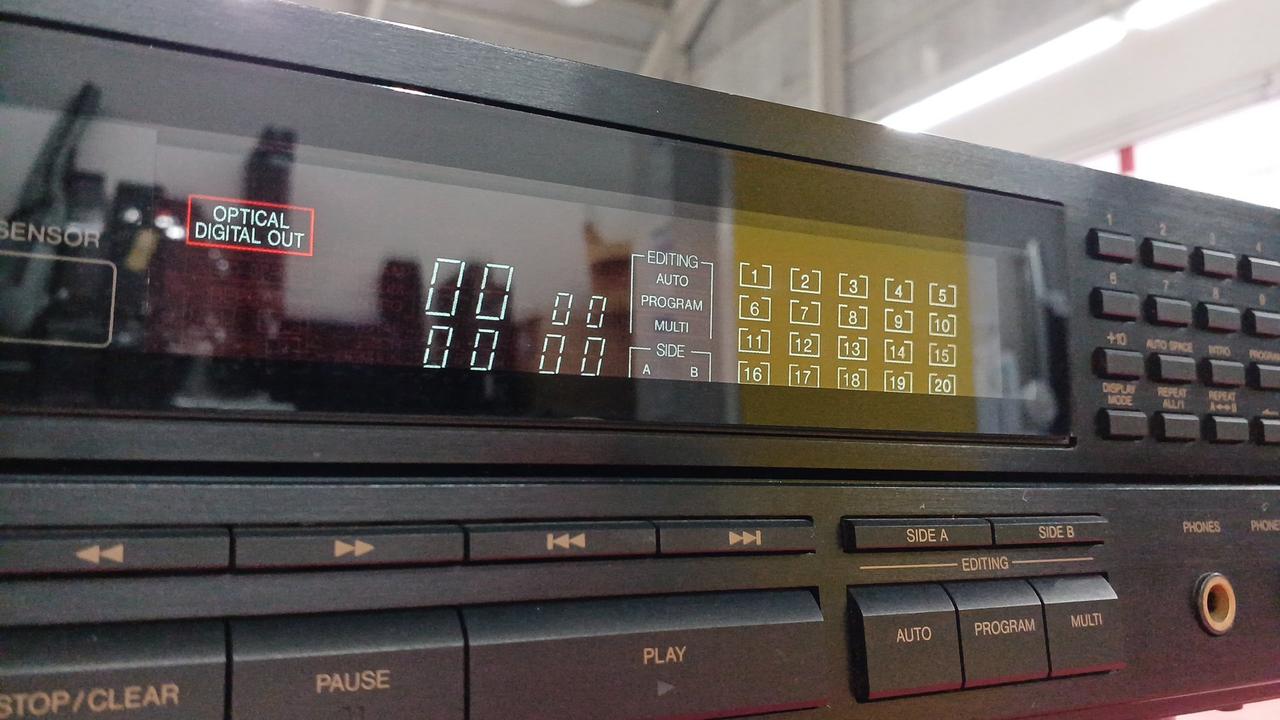 SENSOR
OPTICAL
DIGITAL OUT
00 00
00 00
EDITING
AUTO
PROGRAM
MULTI
SIDE
A B
1 2 3 4 5
6 7 8 9 10
11 12 13 14 15
16 17 18 19 20
1 2 3 4
6 7 8 9
+10 AUTO SPACE INTRO
DISPLAY MODE
REPEAT ALL/1
REPEAT A↔B
SIDE A SIDE B
EDITING
AUTO PROGRAM MULTI
PHONES
STOP/CLEAR
PAUSE
PLAY